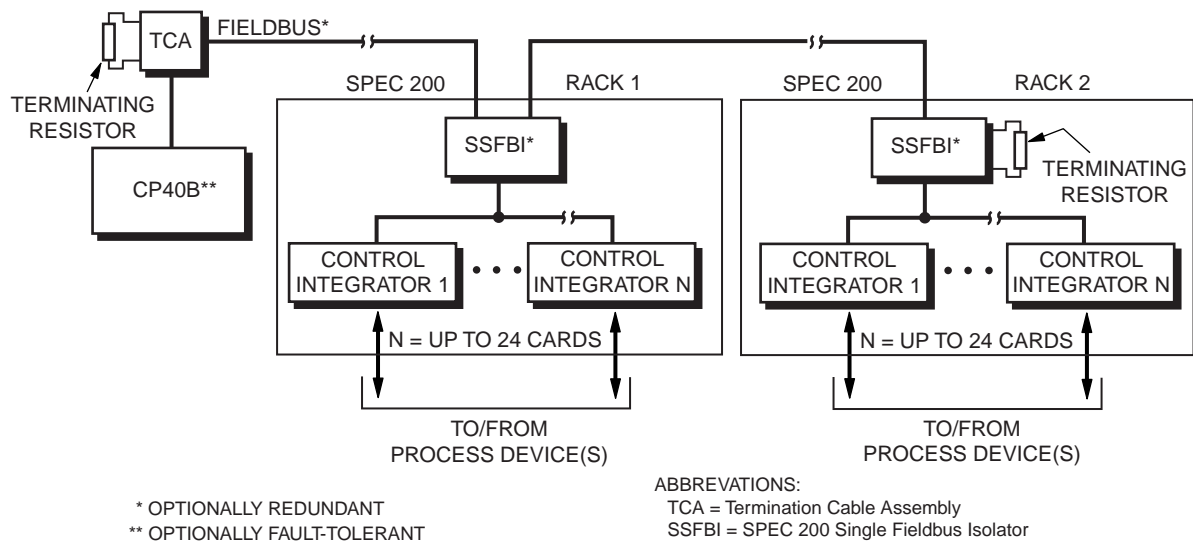 TCA
FIELDBUS*
TERMINATING
RESISTOR
CP40B**
SPEC 200
RACK 1
SSFBI*
CONTROL
INTEGRATOR 1
CONTROL
INTEGRATOR N
N = UP TO 24 CARDS
TO/FROM
PROCESS DEVICE(S)
SPEC 200
RACK 2
SSFBI*
TERMINATING
RESISTOR
CONTROL
INTEGRATOR 1
CONTROL
INTEGRATOR N
N = UP TO 24 CARDS
TO/FROM
PROCESS DEVICE(S)
* OPTIONALLY REDUNDANT
** OPTIONALLY FAULT-TOLERANT
ABBREVATIONS:
TCA = Termination Cable Assembly
SSFBI = SPEC 200 Single Fieldbus Isolator